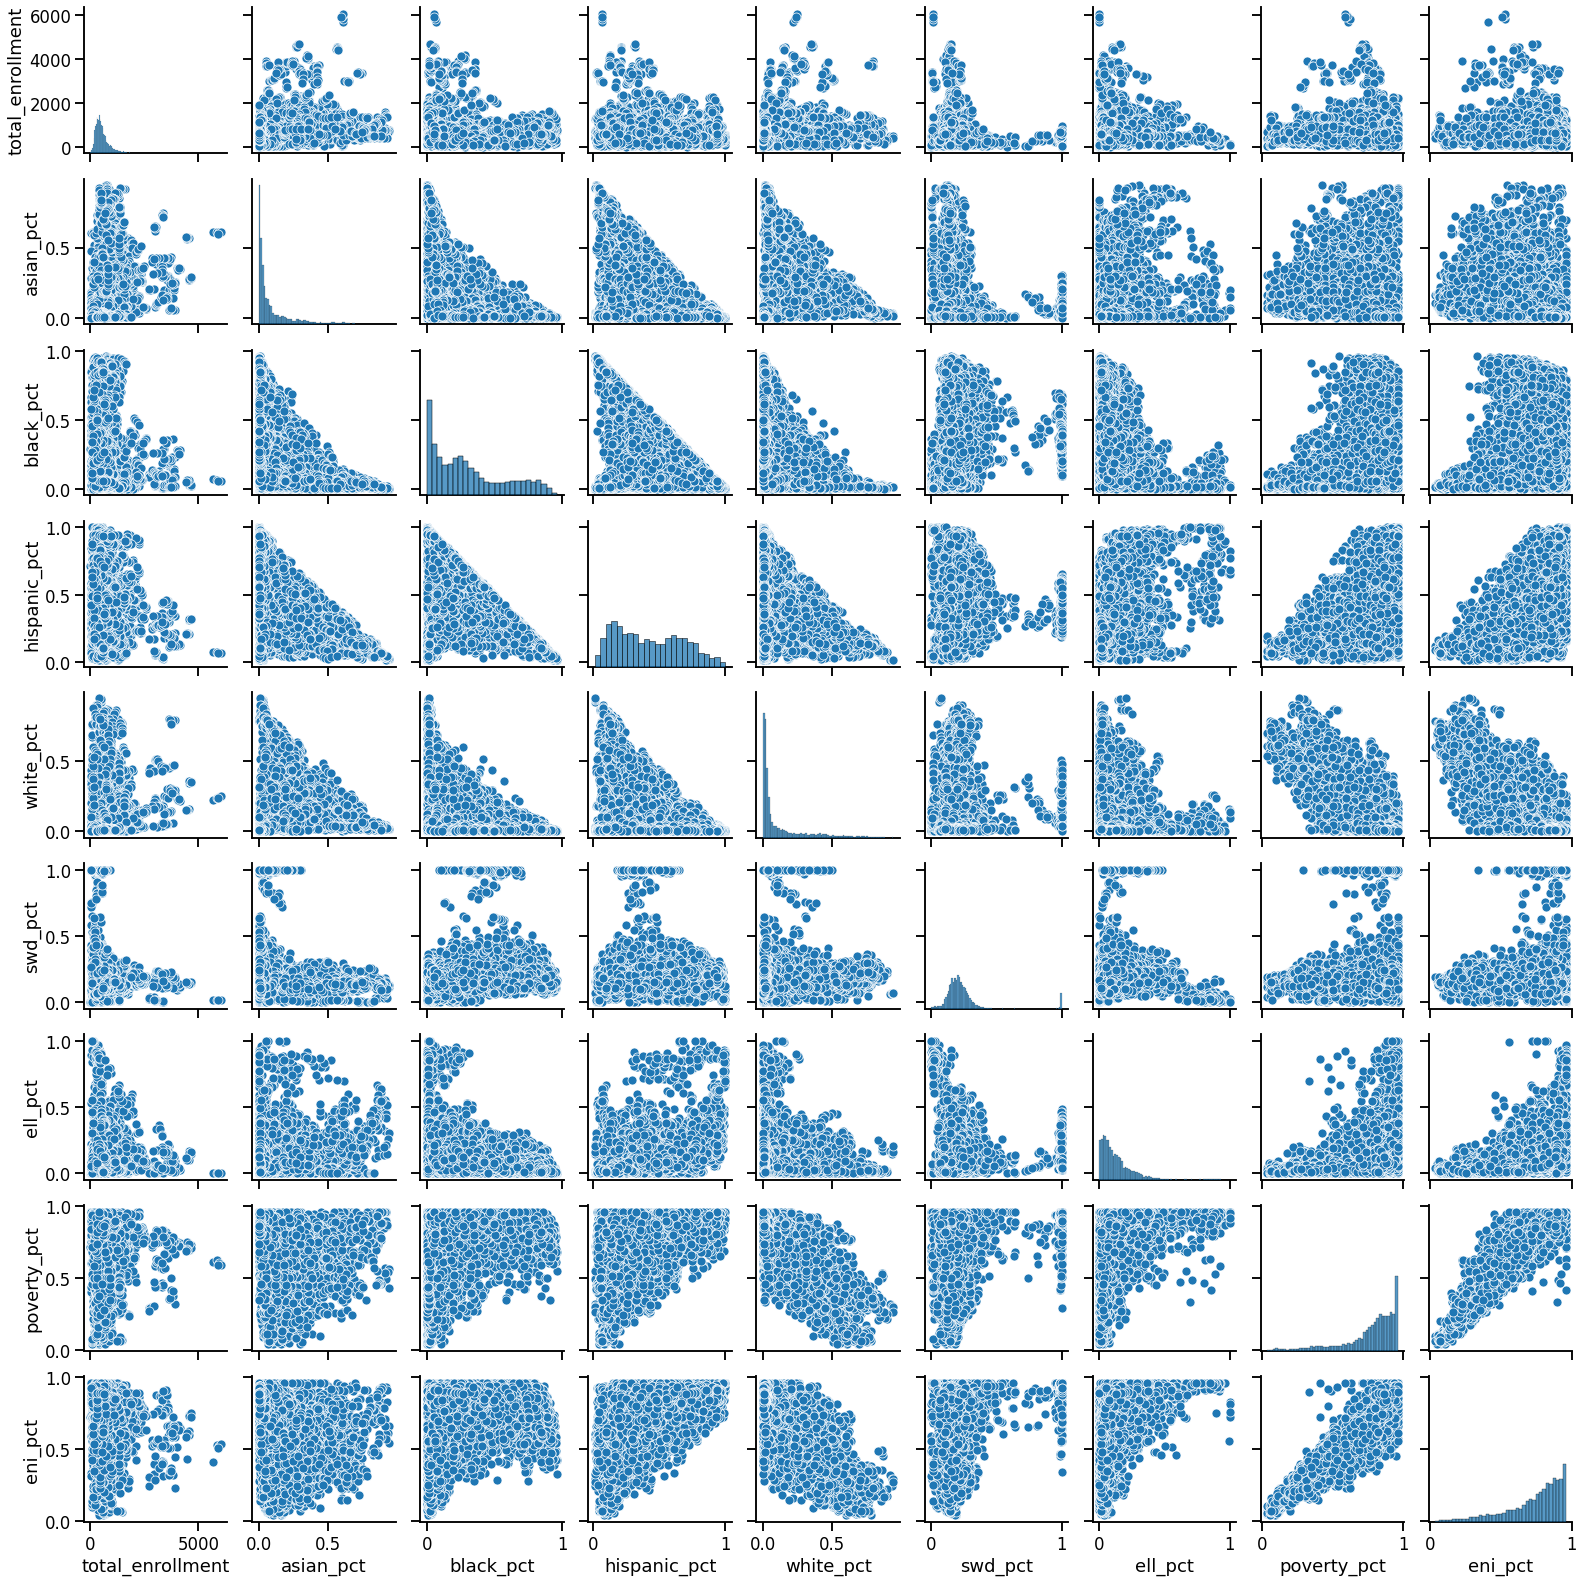 total_enrollment
6000
4000
2000
0
asian_pct
0.5
0.0
black_pct
1.0
0.5
0.0
hispanic_pct
1.0
0.5
0.0
white_pct
0.5
0.0
swd_pct
1.0
0.5
0.0
ell_pct
1.0
0.5
0.0
poverty_pct
1.0
0.5
0.0
eni_pct
1.0
0.5
0.0
0 5000 0.0 0.5 0 1 0 1 0.0 0.5 0 1 0 1 0 1 0 1
total_enrollment asian_pct black_pct hispanic_pct white_pct swd_pct ell_pct poverty_pct eni_pct